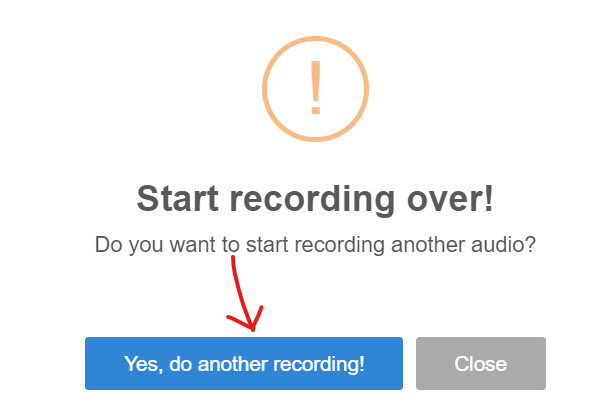 !
Start recording over!
Do you want to start recording another audio?
Yes, do another recording!
Close